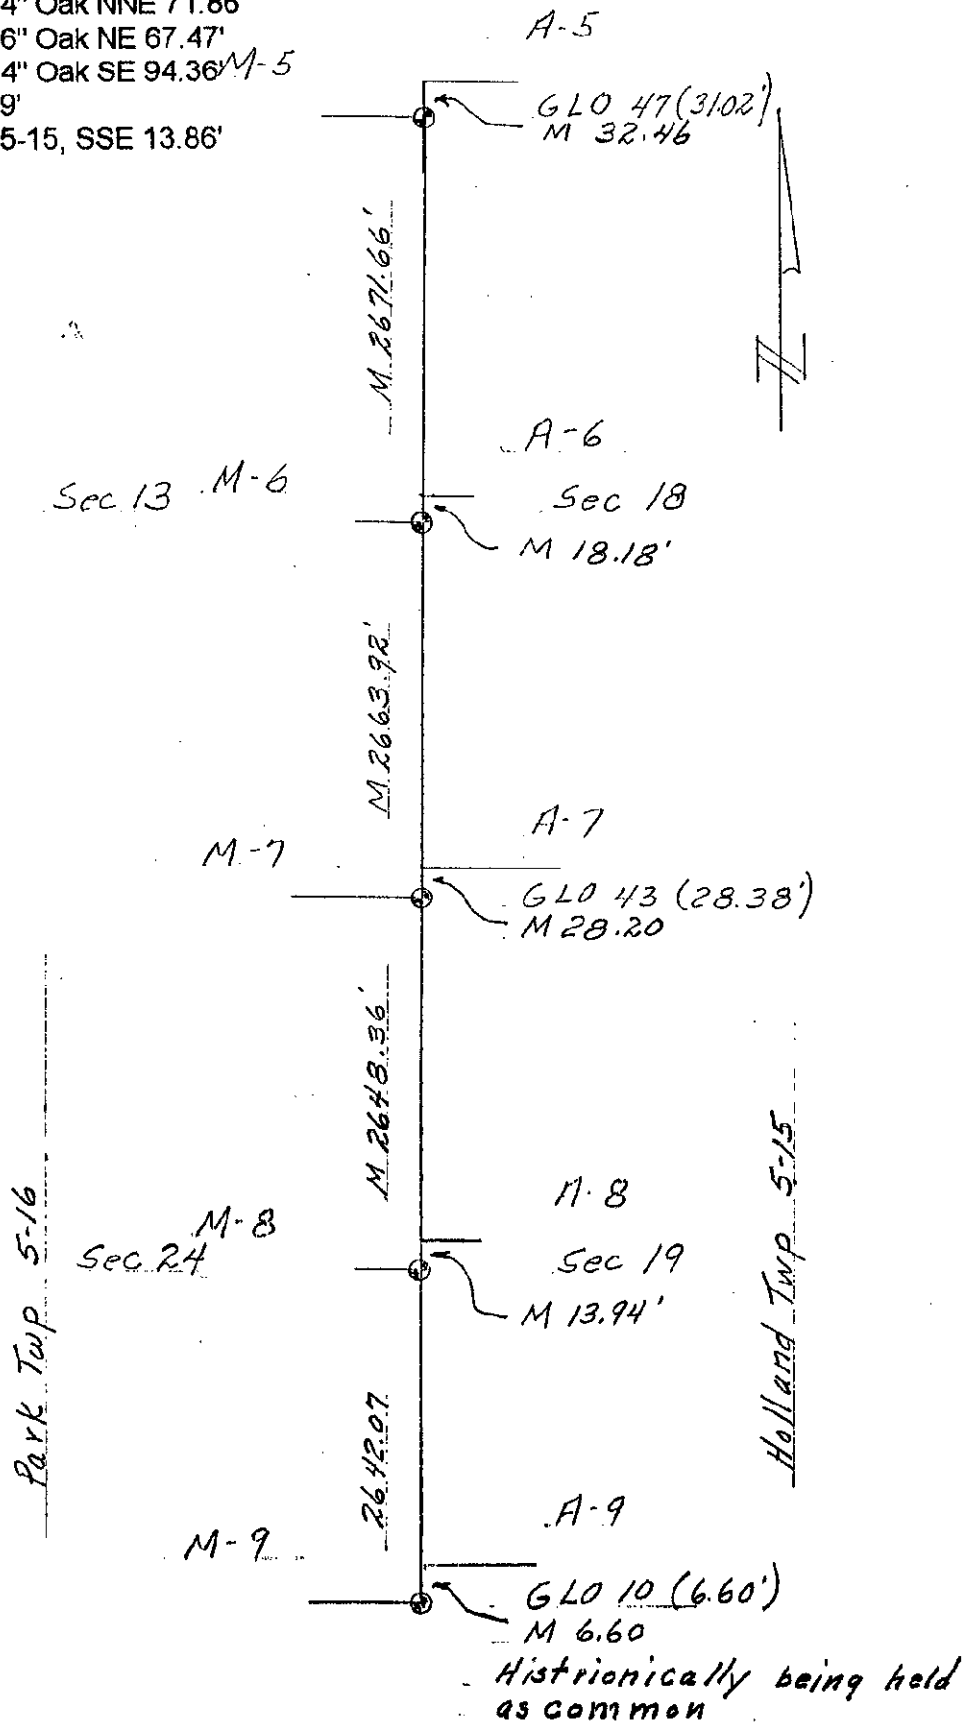 4" Oak NNE 71.86'
6" Oak NE 67.47'
4" Oak SE 94.36'
9'
5-15, SSE 13.86'
A-5
M-5
GLO 47 (31.02')
M 32.46
M 2671.66'
N
A-6
Sec 13 M-6
Sec 18
M 18.18'
M 2663.92'
A-7
M-7
GLO 43 (28.38')
M 28.20
M 2648.36'
A-8
M-8
Sec 24
Sec 19
M 13.94'
Park Twp 5-16
Holland Twp 5-15
2642.07
A-9
M-9
GLO 10 (6.60')
M 6.60
Histrionically being held
as common